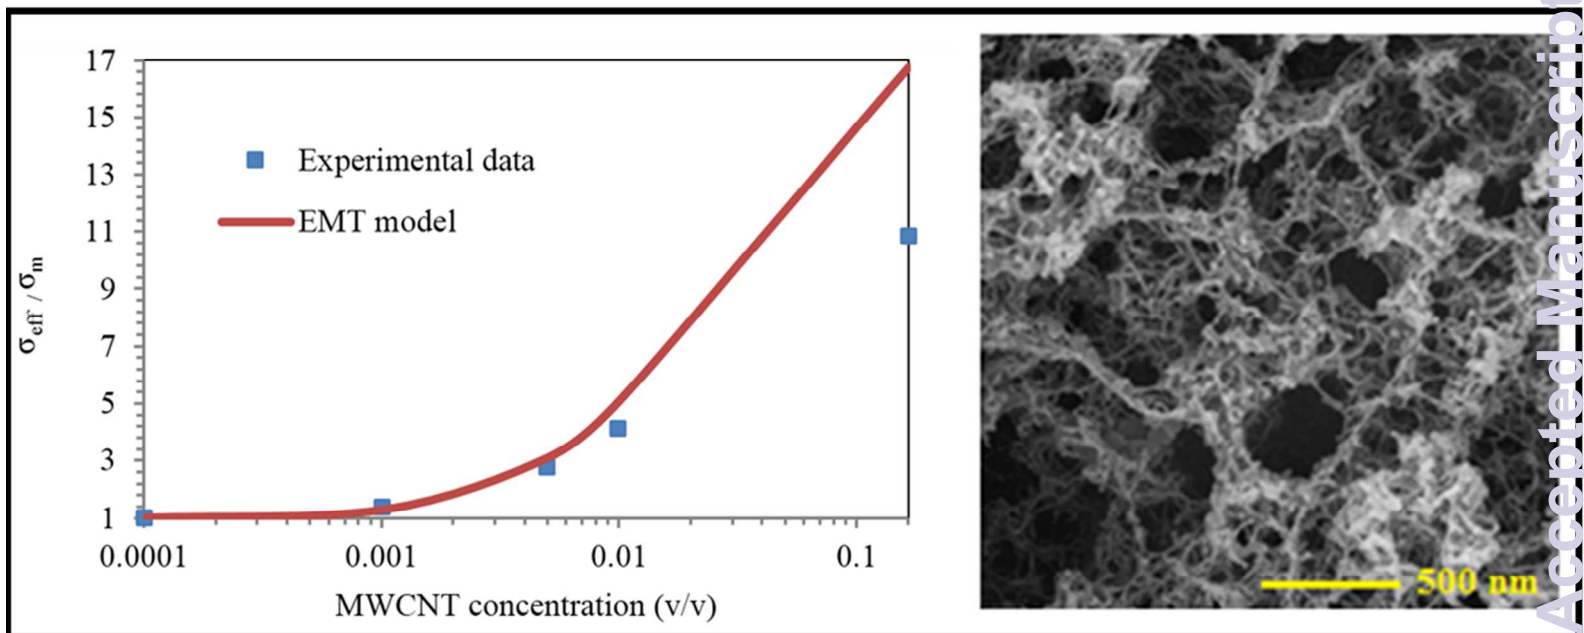 17
15
13
11
9
7
5
3
1
σeff / σm
Experimental data
EMT model
0.0001 0.001 0.01 0.1
MWCNT concentration (v/v)
500 nm
Accepted Manuscript